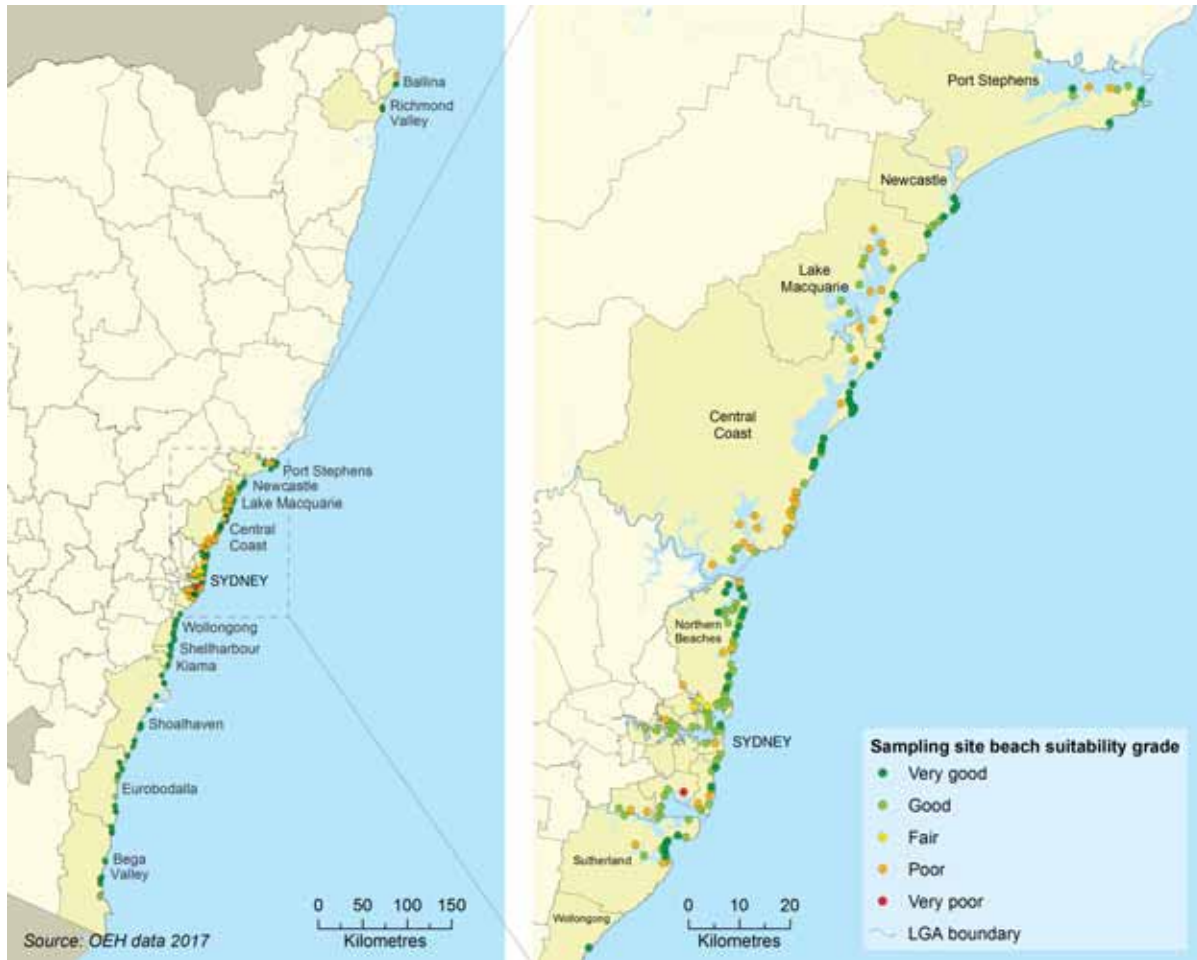 Ballina
Richmond
Valley
Port Stephens
Newcastle
Lake Macquarie
Central
Coast
SYDNEY
Wollongong
Shellharbour
Kiama
Shoalhaven
Eurobodalla
Bega
Valley
0 50 100 150
Kilometres
Source: OEH data 2017
Port Stephens
Newcastle
Lake
Macquarie
Central
Coast
Northern
Beaches
SYDNEY
Sutherland
Wollongong
0 10 20
Kilometres
Sampling site beach suitability grade
Very good
Good
Fair
Poor
Very poor
LGA boundary